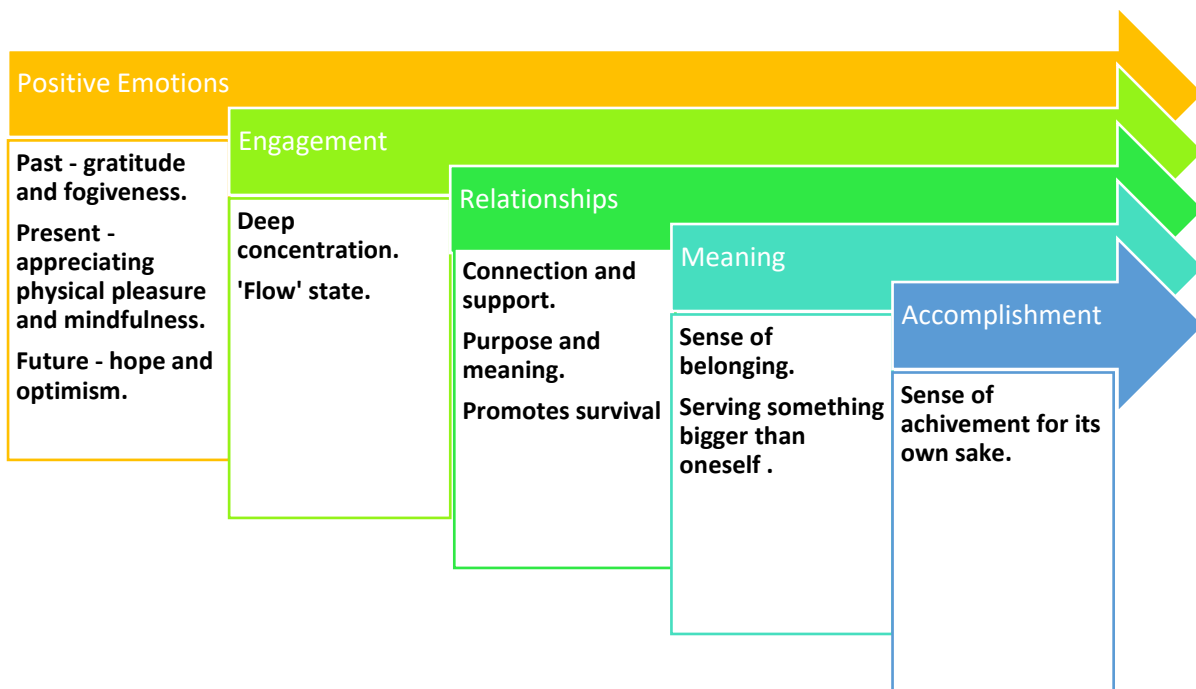 Positive Emotions
Past - gratitude
and fogiveness.
Present -
appreciating
physical pleasure
and mindfulness.
Future - hope and
optimism.
Engagement
Deep
concentration.
'Flow' state.
Relationships
Connection and
support.
Purpose and
meaning.
Promotes survival
Meaning
Sense of
belonging.
Serving something
bigger than
oneself .
Accomplishment
Sense of
achivement for its
own sake.